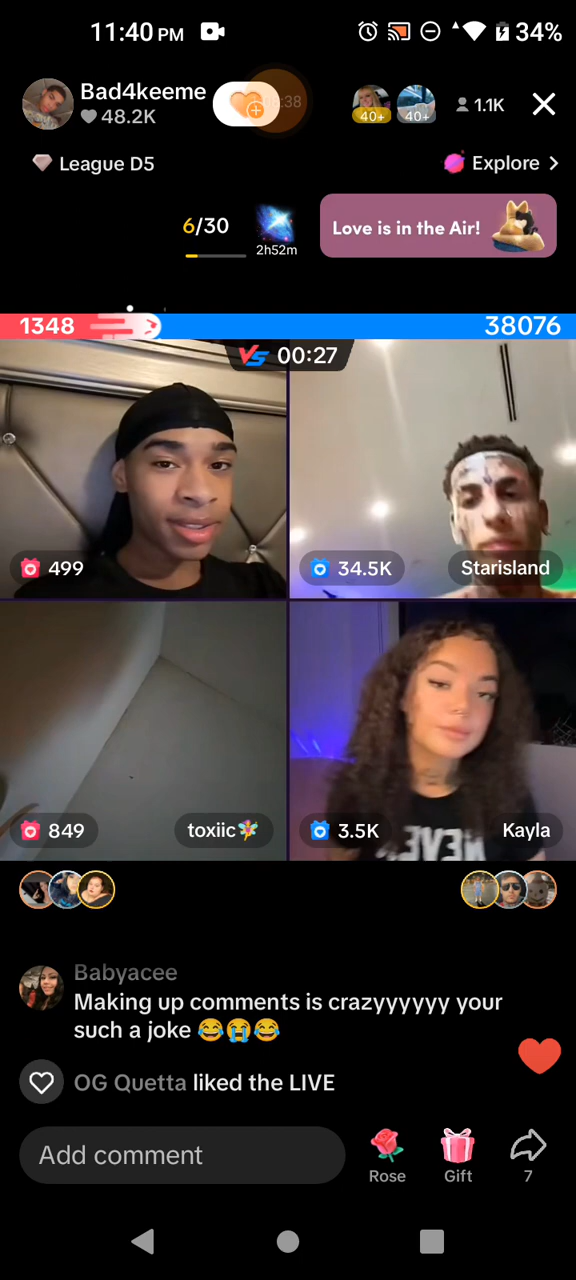 11:40 PM
34%
Bad4keeme
48.2K
40+
40+
1.1K
League D5
Explore
6/30
2h52m
Love is in the Air!
1348
38076
VS 00:27
499
34.5K
Starisland
849
toxiic🧚
3.5K
Kayla
NEVE
Babyacee
Making up comments is crazyyyyyy your
such a joke 😂😭😂
OG Quetta liked the LIVE
Add comment
Rose
Gift
7